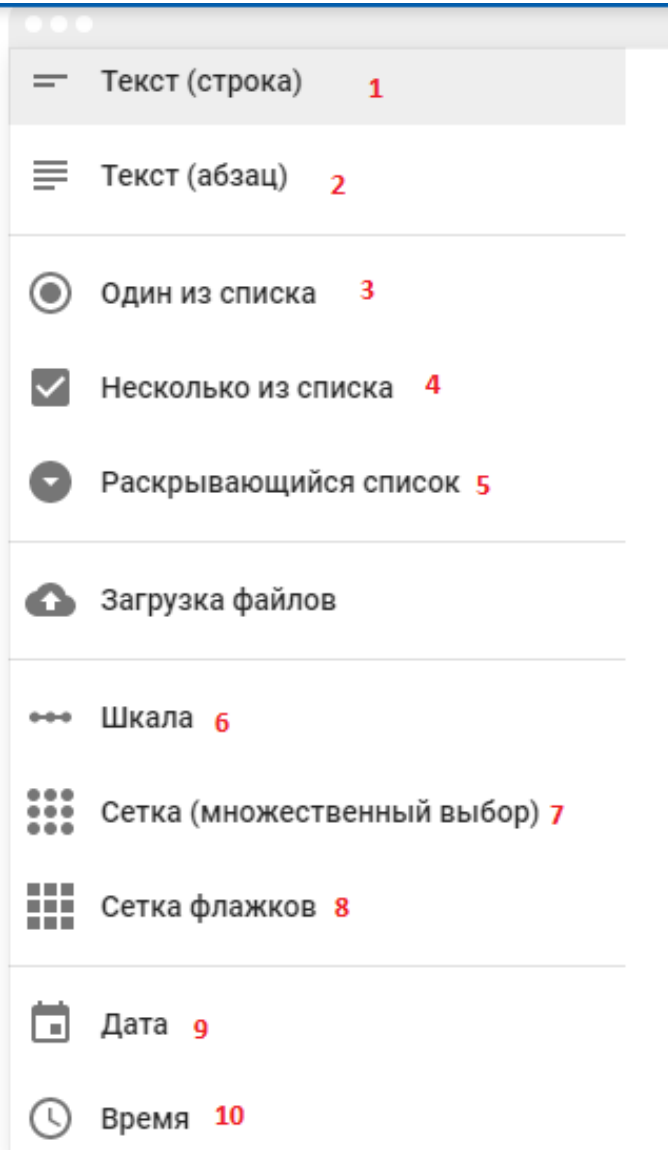 Текст (строка) 1
Текст (абзац) 2
Один из списка 3
Несколько из списка 4
Раскрывающийся список 5
Загрузка файлов
Шкала 6
Сетка (множественный выбор) 7
Сетка флажков 8
Дата 9
Время 10